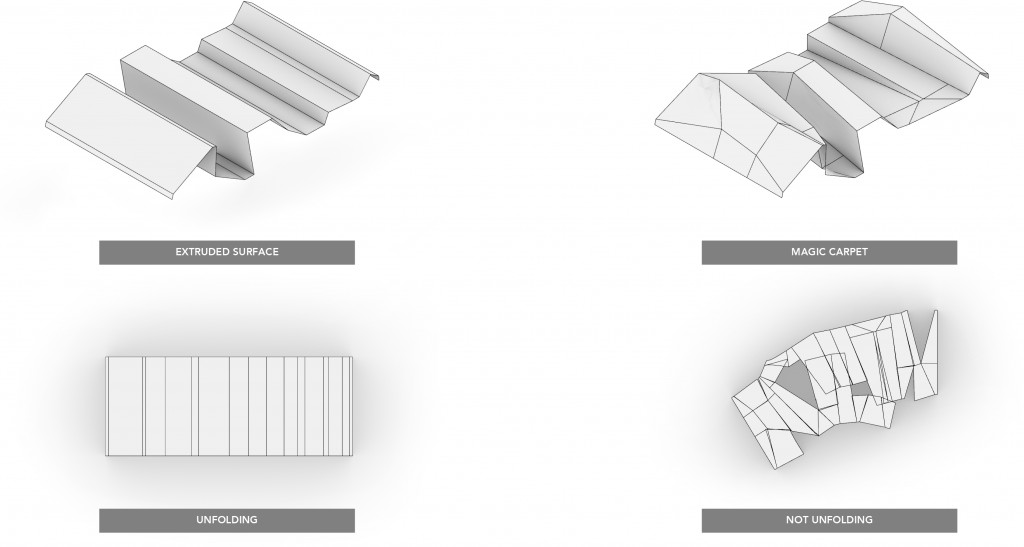 EXTRUDED SURFACE
MAGIC CARPET
UNFOLDING
NOT UNFOLDING